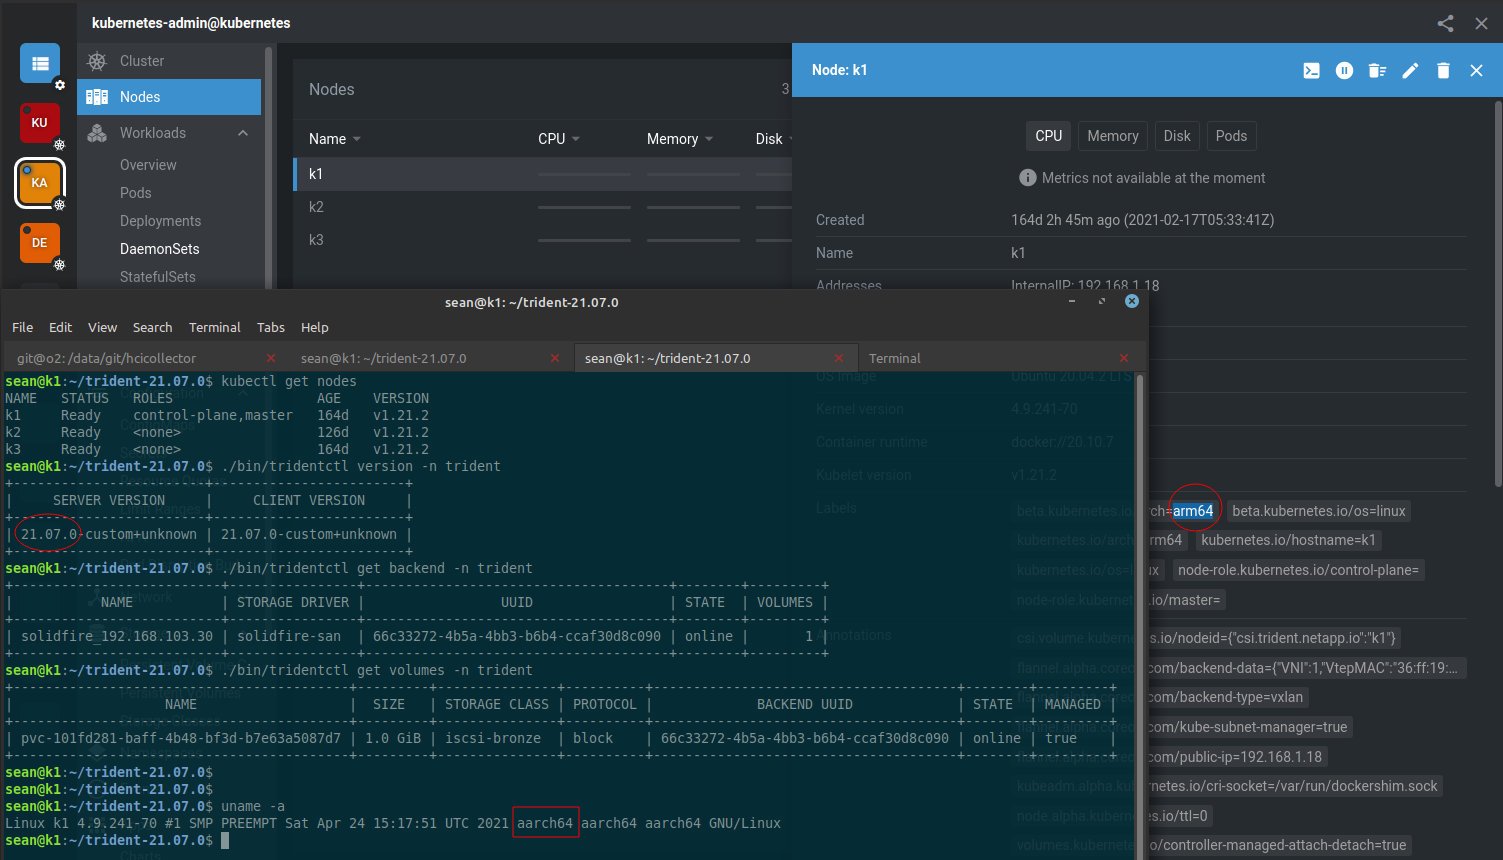 kubernetes-admin@kubernetes
KU
KA
DE
Cluster
Nodes
Workloads
Overview
Pods
Deployments
DaemonSets
StatefulSets
Nodes 3
Name CPU Memory Disk
k1
k2
k3
Node: k1
CPU Memory Disk Pods
Metrics not available at the moment
Created 164d 2h 45m ago (2021-02-17T05:33:41Z)
Name k1
Addresses InternalIP: 192.168.1.18
OS Image Ubuntu 20.04.2 LTS
Kernel version 4.9.241-70
Container runtime docker://20.10.7
Kubelet version v1.21.2
Labels beta.kubernetes.io/arch=arm64 beta.kubernetes.io/os=linux
kubernetes.io/arch=arm64 kubernetes.io/hostname=k1
kubernetes.io/os=linux node-role.kubernetes.io/control-plane=
node-role.kubernetes.io/master=
Annotations csi.volume.kubernetes.io/nodeid={"csi.trident.netapp.io":"k1"}
flannel.alpha.coreos.com/backend-data={"VNI":1,"VtepMAC":"36:ff:19:...
flannel.alpha.coreos.com/backend-type=vxlan
flannel.alpha.coreos.com/kube-subnet-manager=true
flannel.alpha.coreos.com/public-ip=192.168.1.18
kubeadm.alpha.kubernetes.io/cri-socket=/var/run/dockershim.sock
node.alpha.kubernetes.io/ttl=0
volumes.kubernetes.io/controller-managed-attach-detach=true
sean@k1: ~/trident-21.07.0
File Edit View Search Terminal Tabs Help
git@o2:/data/git/hcicollector sean@k1: ~/trident-21.07.0 sean@k1: ~/trident-21.07.0 Terminal
sean@k1:~/trident-21.07.0$ kubectl get nodes
NAME STATUS ROLES AGE VERSION
k1 Ready control-plane,master 164d v1.21.2
k2 Ready <none> 126d v1.21.2
k3 Ready <none> 164d v1.21.2
sean@k1:~/trident-21.07.0$ ./bin/tridentctl version -n trident
+-------------------------+-------------------------+
| SERVER VERSION | CLIENT VERSION |
+-------------------------+-------------------------+
| 21.07.0-custom+unknown | 21.07.0-custom+unknown |
+-------------------------+-------------------------+
sean@k1:~/trident-21.07.0$ ./bin/tridentctl get backend -n trident
+---------------------------+----------------+--------------------------------------+--------+---------+
| NAME | STORAGE DRIVER | UUID | STATE | VOLUMES |
+---------------------------+----------------+--------------------------------------+--------+---------+
| solidfire_192.168.103.30 | solidfire-san | 66c33272-4b5a-4bb3-b6b4-ccaf30d8c090 | online | 1 |
+---------------------------+----------------+--------------------------------------+--------+---------+
sean@k1:~/trident-21.07.0$ ./bin/tridentctl get volumes -n trident
+------------------------------------------+---------+---------------+----------+--------------------------------------+--------+---------+
| NAME | SIZE | STORAGE CLASS | PROTOCOL | BACKEND UUID | STATE | MANAGED |
+------------------------------------------+---------+---------------+----------+--------------------------------------+--------+---------+
| pvc-101fd281-baff-4b48-bf3d-b7e63a5087d7 | 1.0 GiB | iscsi-bronze | block | 66c33272-4b5a-4bb3-b6b4-ccaf30d8c090 | online | true |
+------------------------------------------+---------+---------------+----------+--------------------------------------+--------+---------+
sean@k1:~/trident-21.07.0$
sean@k1:~/trident-21.07.0$
sean@k1:~/trident-21.07.0$ uname -a
Linux k1 4.9.241-70 #1 SMP PREEMPT Sat Apr 24 15:17:51 UTC 2021 aarch64 aarch64 aarch64 GNU/Linux
sean@k1:~/trident-21.07.0$